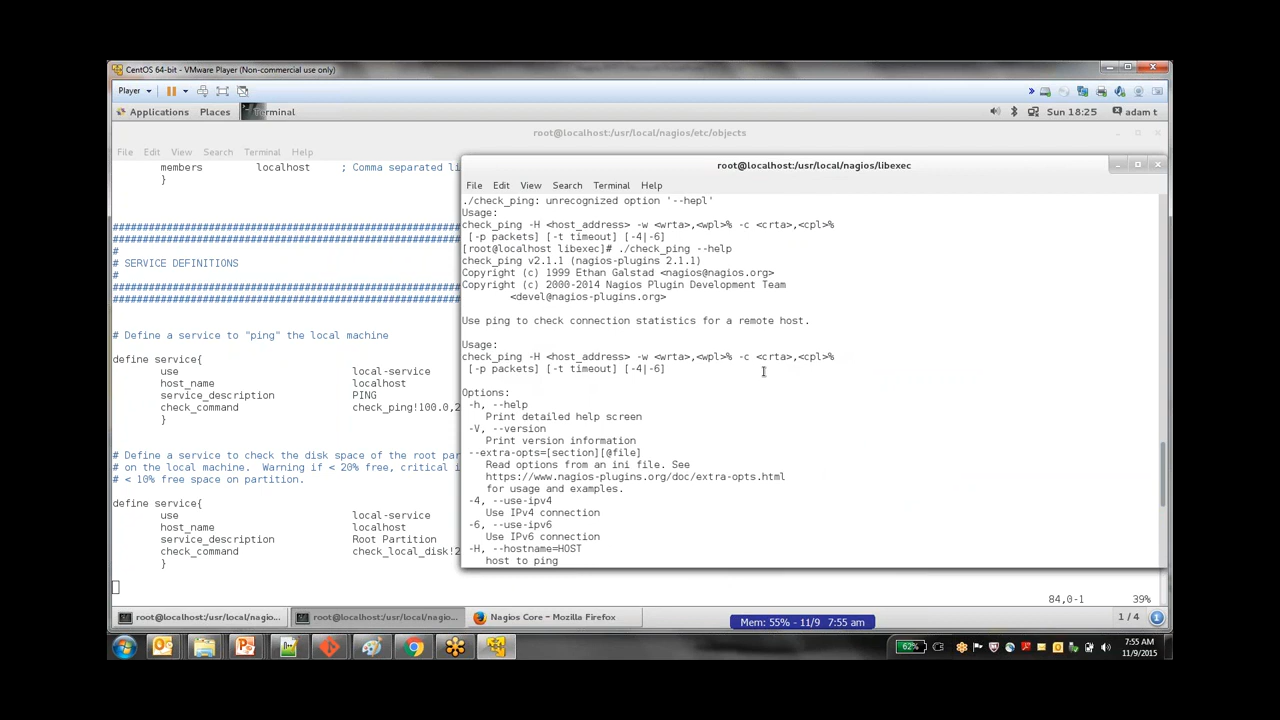 CentOS 64-bit - VMware Player (Non-commercial use only)
Player
Applications Places Terminal Sun 18:25 adam t
root@localhost:/usr/local/nagios/etc/objects
File Edit View Search Terminal Help
members localhost ; Comma separated li
}
##########################################################
##########################################################
#
# SERVICE DEFINITIONS
#
##########################################################
##########################################################
# Define a service to "ping" the local machine
define service{
use local-service
host_name localhost
service_description PING
check_command check_ping!100.0,2
}
# Define a service to check the disk space of the root par
# on the local machine. Warning if < 20% free, critical i
# < 10% free space on partition.
define service{
use local-service
host_name localhost
service_description Root Partition
check_command check_local_disk!2
}
84,0-1 39%
root@localhost:/usr/local/nagios/libexec
File Edit View Search Terminal Help
./check_ping: unrecognized option '--hepl'
Usage:
check_ping -H <host_address> -w <wrta>,<wpl>% -c <crta>,<cpl>%
[-p packets] [-t timeout] [-4|-6]
[root@localhost libexec]# ./check_ping --help
check_ping v2.1.1 (nagios-plugins 2.1.1)
Copyright (c) 1999 Ethan Galstad <nagios@nagios.org>
Copyright (c) 2000-2014 Nagios Plugin Development Team
<devel@nagios-plugins.org>
Use ping to check connection statistics for a remote host.
Usage:
check_ping -H <host_address> -w <wrta>,<wpl>% -c <crta>,<cpl>%
[-p packets] [-t timeout] [-4|-6]
Options:
-h, --help
Print detailed help screen
-V, --version
Print version information
--extra-opts=[section][@file]
Read options from an ini file. See
https://www.nagios-plugins.org/doc/extra-opts.html
for usage and examples.
-4, --use-ipv4
Use IPv4 connection
-6, --use-ipv6
Use IPv6 connection
-H, --hostname=HOST
host to ping
root@localhost:/usr/local/nagio... root@localhost:/usr/local/nagio... Nagios Core - Mozilla Firefox 1 / 4
Mem: 55% - 11/9 7:55 am
62% 7:55 AM
11/9/2015